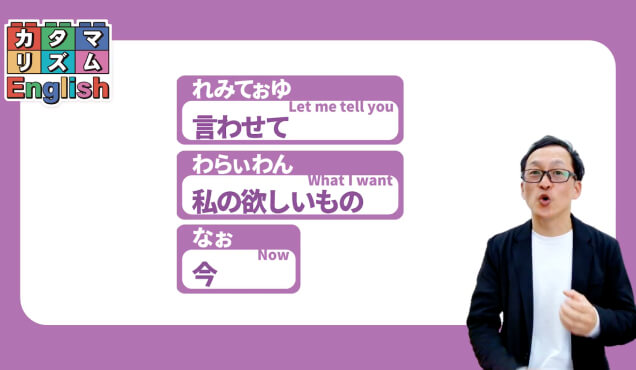 カタマ
リズム
English
れみてぉゆ
Let me tell you
言わせて
わらぃわん
What I want
私の欲しいもの
なぉ
Now
今